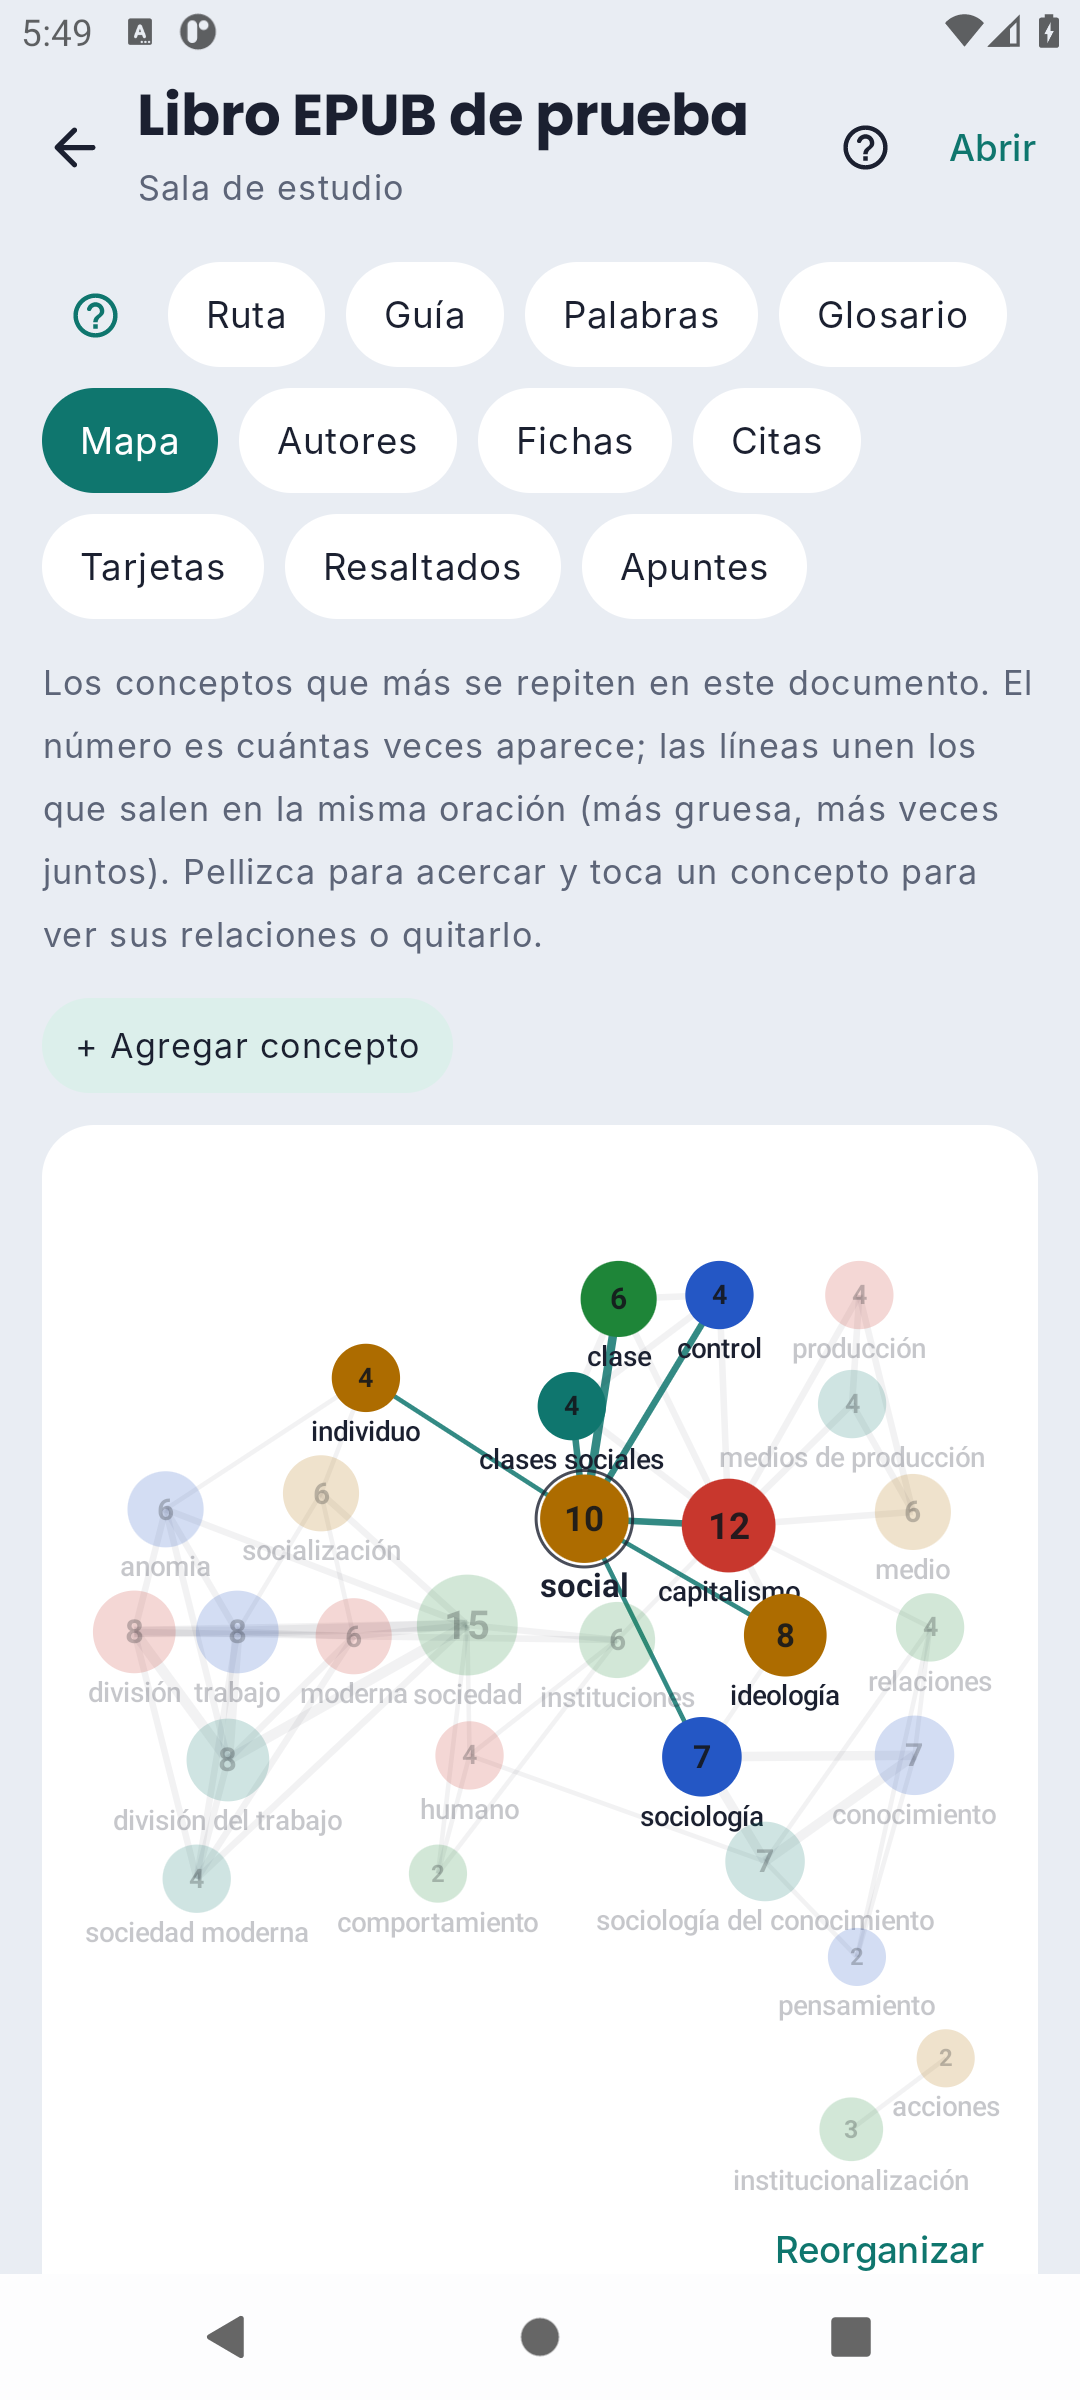 5:49
Libro EPUB de prueba
Sala de estudio
Abrir
Ruta
Guía
Palabras
Glosario
Mapa
Autores
Fichas
Citas
Tarjetas
Resaltados
Apuntes
Los conceptos que más se repiten en este documento. El
número es cuántas veces aparece; las líneas unen los
que salen en la misma oración (más gruesa, más veces
juntos). Pellizca para acercar y toca un concepto para
ver sus relaciones o quitarlo.
+ Agregar concepto
6
clase
4
control
4
producción
4
individuo
4
clases sociales
4
medios de producción
6
anomia
6
socialización
10
social
12
capitalismo
6
medio
8
división
8
trabajo
6
moderna
15
sociedad
6
instituciones
8
ideología
4
relaciones
8
división del trabajo
4
humano
7
sociología
7
conocimiento
4
sociedad moderna
2
comportamiento
7
sociología del conocimiento
2
pensamiento
2
acciones
3
institucionalización
Reorganizar